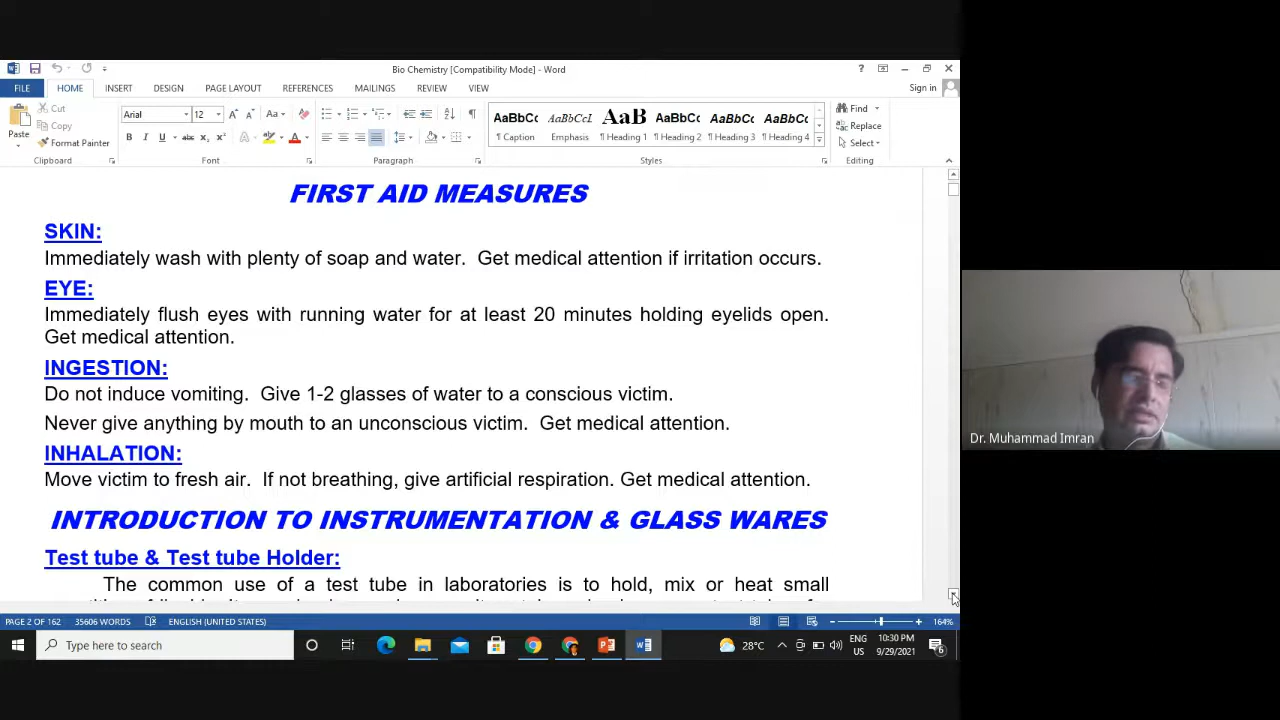 Bio Chemistry [Compatibility Mode] - Word
?
FILE HOME INSERT DESIGN PAGE LAYOUT REFERENCES MAILINGS REVIEW VIEW Sign in
Paste
Cut
Copy
Format Painter
Clipboard
Arial 12
Font
Paragraph
AaBbCc AaBbCcI AaB AaBbCc AaBbCc AaBbCc
¶ Caption Emphasis ¶ Heading 1 ¶ Heading 2 ¶ Heading 3 ¶ Heading 4
Styles
Find
Replace
Select
Editing
FIRST AID MEASURES
SKIN:
Immediately wash with plenty of soap and water. Get medical attention if irritation occurs.
EYE:
Immediately flush eyes with running water for at least 20 minutes holding eyelids open.
Get medical attention.
INGESTION:
Do not induce vomiting. Give 1-2 glasses of water to a conscious victim.
Never give anything by mouth to an unconscious victim. Get medical attention.
INHALATION:
Move victim to fresh air. If not breathing, give artificial respiration. Get medical attention.
INTRODUCTION TO INSTRUMENTATION & GLASS WARES
Test tube & Test tube Holder:
The common use of a test tube in laboratories is to hold, mix or heat small
PAGE 2 OF 162 35606 WORDS ENGLISH (UNITED STATES) 164%
Type here to search
28°C
ENG
US
10:30 PM
9/29/2021
6
Dr. Muhammad Imran